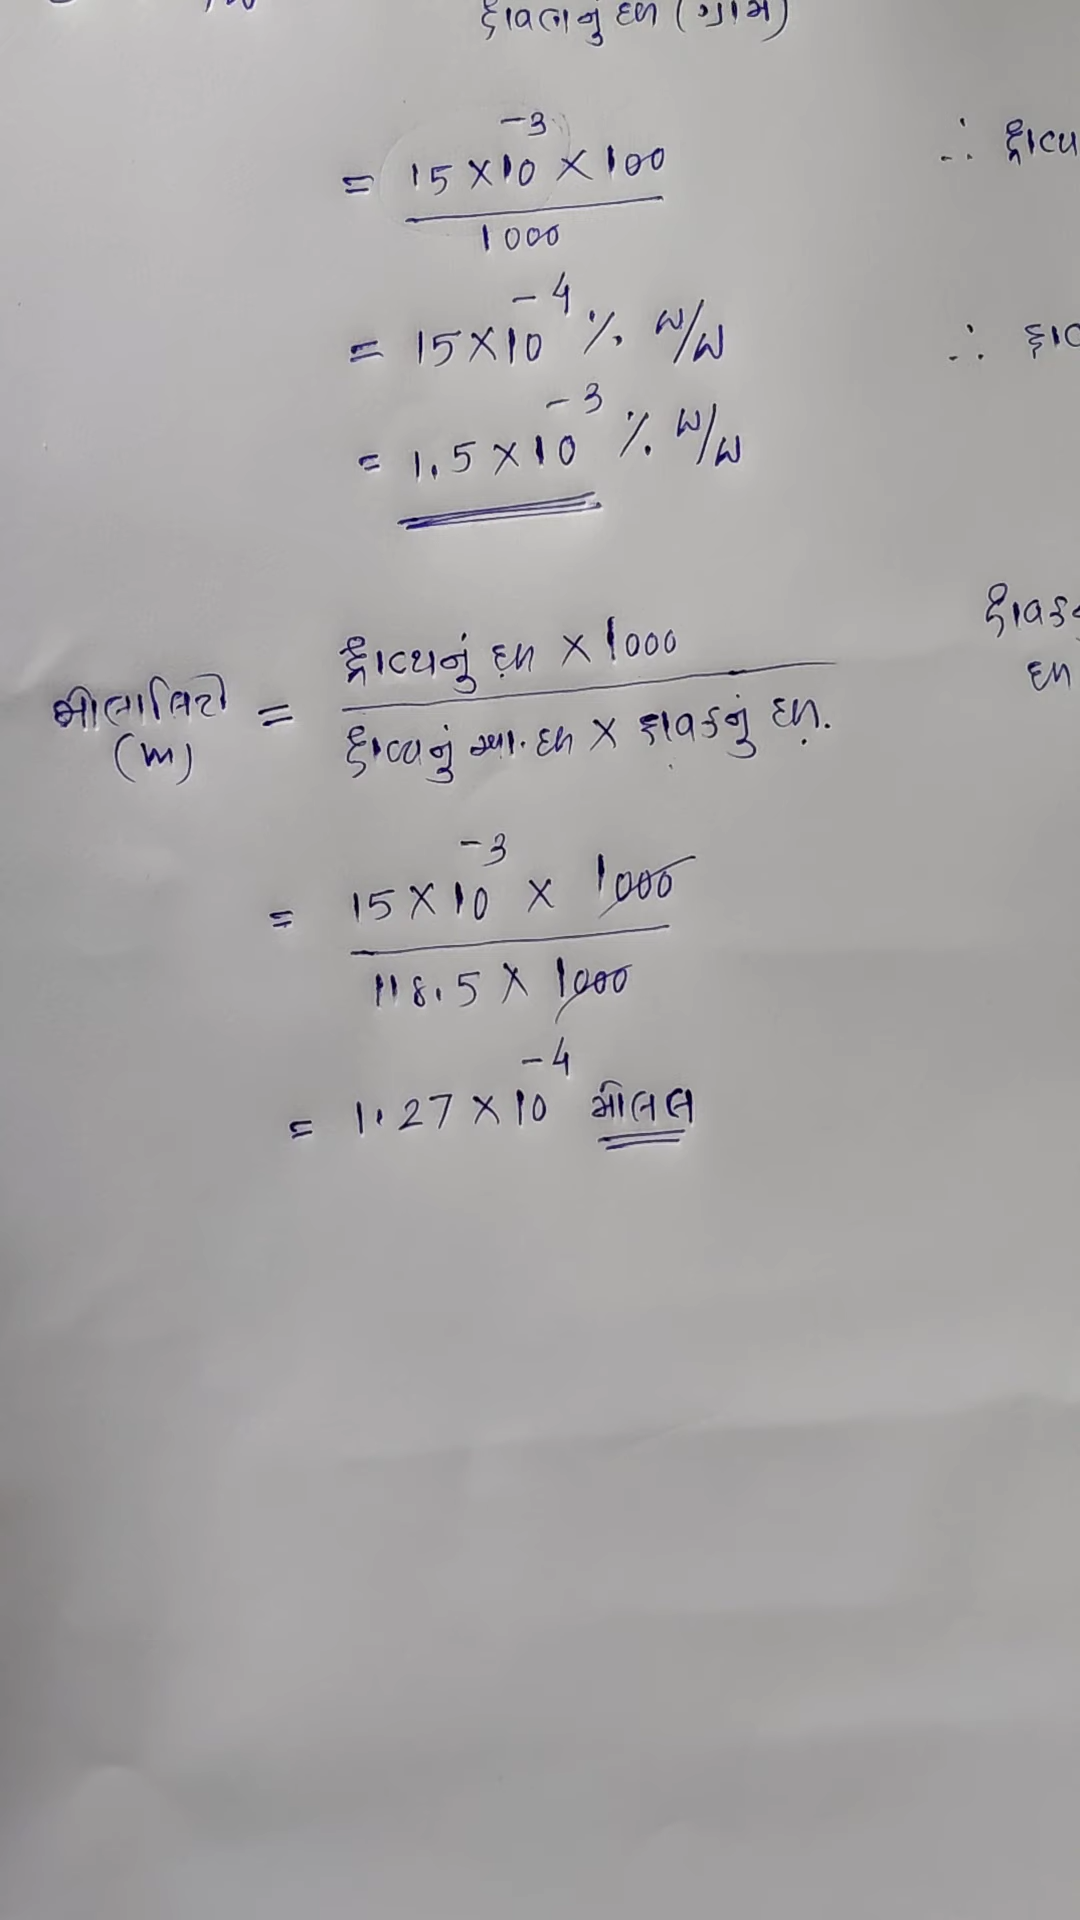 દ્રાવણનું દળ (ગ્રામ)
= 15 × 10⁻³ × 100 / 1000
∴ દ્રાવ્ય
= 15 × 10⁻⁴ % w/w
∴
= 1.5 × 10⁻³ % w/w
મોલાલિટી (m) = દ્રાવ્યનું દળ × 1000 / દ્રાવ્યનું આ. દળ × દ્રાવકનું દળ.
દળ
= 15 × 10⁻³ × 1000 / 118.5 × 1000
= 1.27 × 10⁻⁴ મોલલ